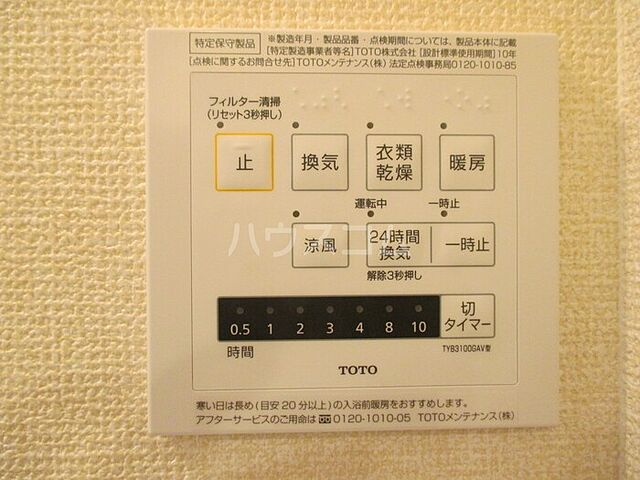 特定保守製品
※製造年月・製品品番・点検期間については、製品本体に記載
[特定製造事業者等名]TOTO株式会社 [設計標準使用期間]10年
[点検に関するお問合せ先]TOTOメンテナンス(株) 法定点検事務局0120-1010-85
フィルター清掃
(リセット3秒押し)
止
換気
衣類
乾燥
暖房
運転中
一時止
涼風
24時間
換気
一時止
解除3秒押し
ハウスコム
0.5 1 2 3 4 8 10
切
タイマー
時間
TYB3100GAV型
TOTO
寒い日は長め(目安20分以上)の入浴前暖房をおすすめします。
アフターサービスのご用命は 0120-1010-05 TOTOメンテナンス(株)